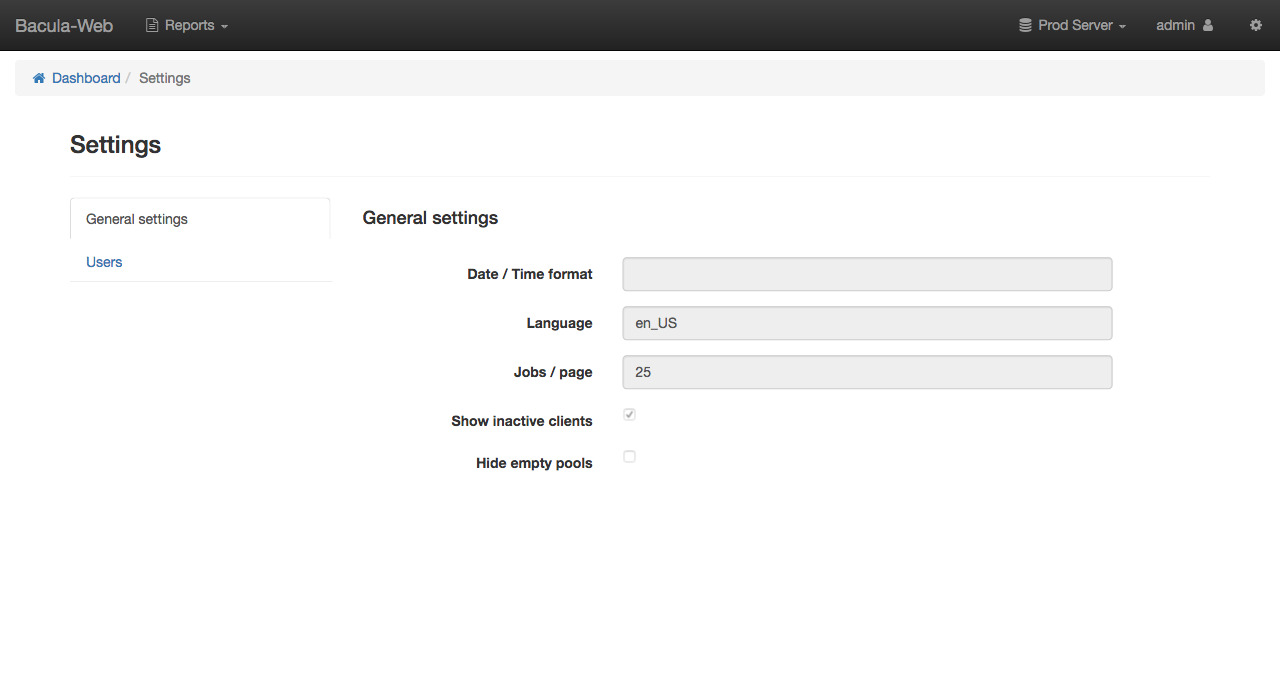 Bacula-Web Reports Prod Server admin
Dashboard / Settings
Settings
General settings
Users
General settings
Date / Time format
Language en_US
Jobs / page 25
Show inactive clients
Hide empty pools